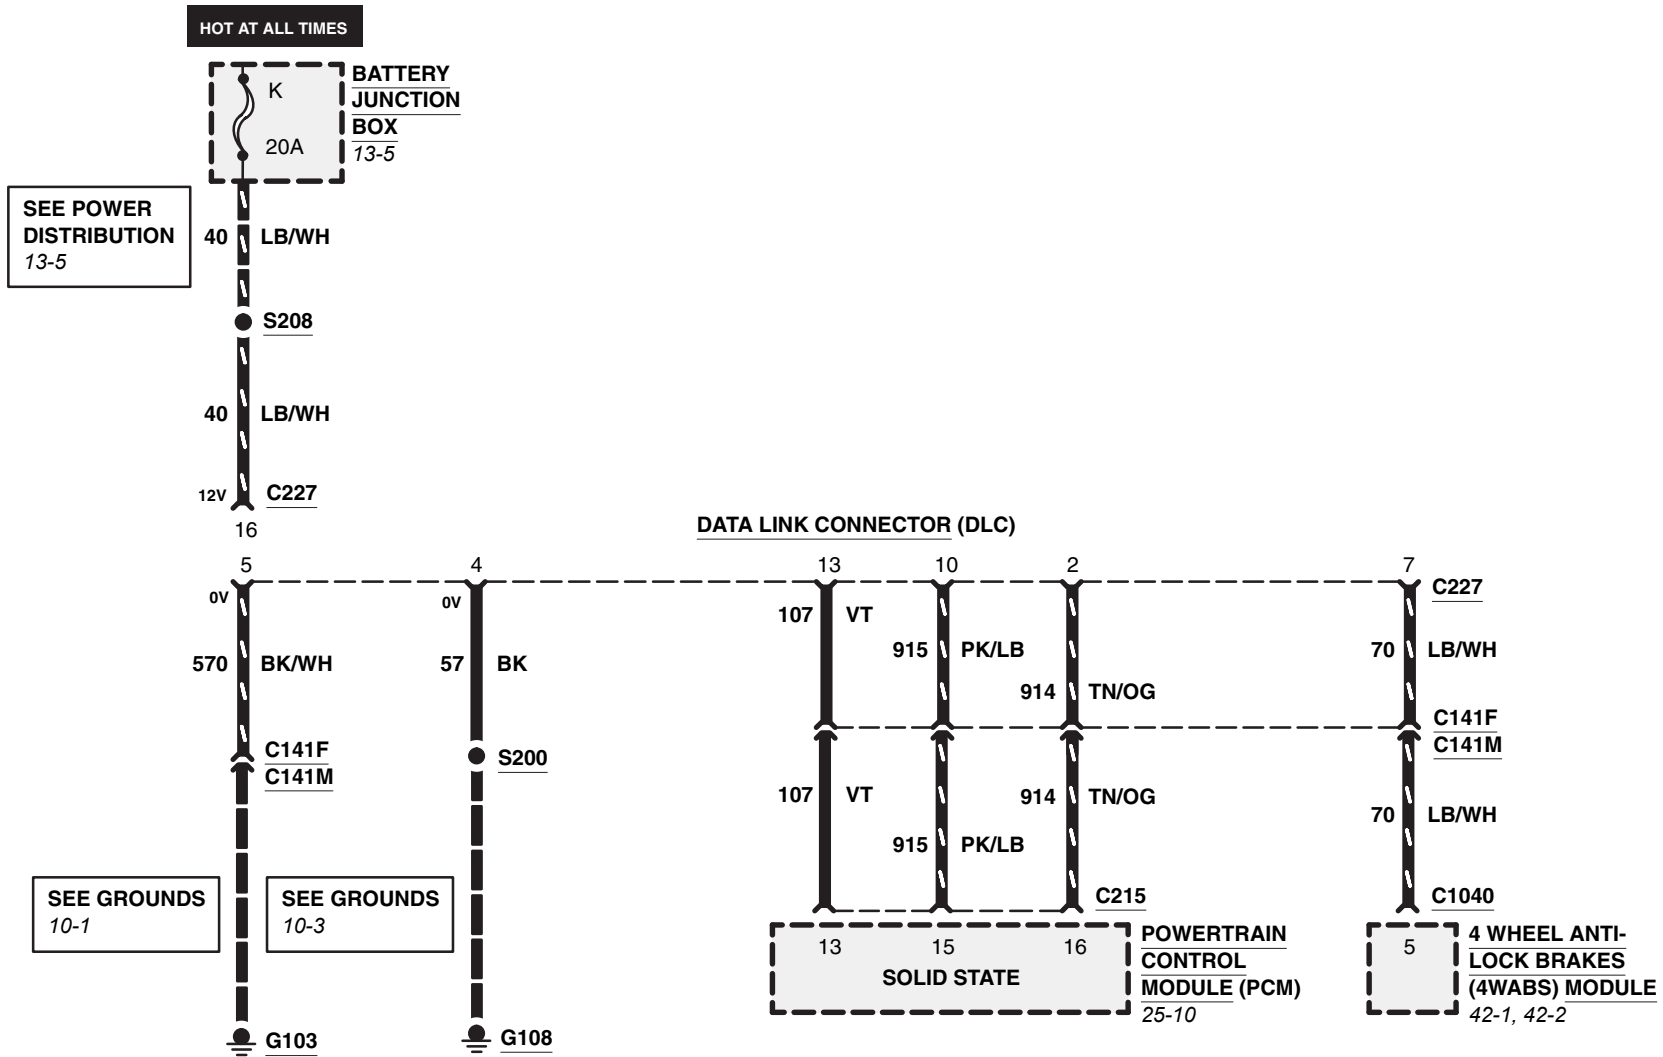 HOT AT ALL TIMES
K
20A
BATTERY
JUNCTION
BOX
13-5
SEE POWER
DISTRIBUTION
13-5
40 LB/WH
S208
40 LB/WH
12V C227
16
DATA LINK CONNECTOR (DLC)
5 4 13 10 2 7
C227
0V 0V
107 VT
570 BK/WH
57 BK
915 PK/LB
914 TN/OG
70 LB/WH
C141F
C141M
S200
C141F
C141M
107 VT
914 TN/OG
915 PK/LB
70 LB/WH
SEE GROUNDS
10-1
SEE GROUNDS
10-3
C215
C1040
13 15 16
SOLID STATE
POWERTRAIN
CONTROL
MODULE (PCM)
25-10
5
4 WHEEL ANTI-
LOCK BRAKES
(4WABS) MODULE
42-1, 42-2
G103
G108